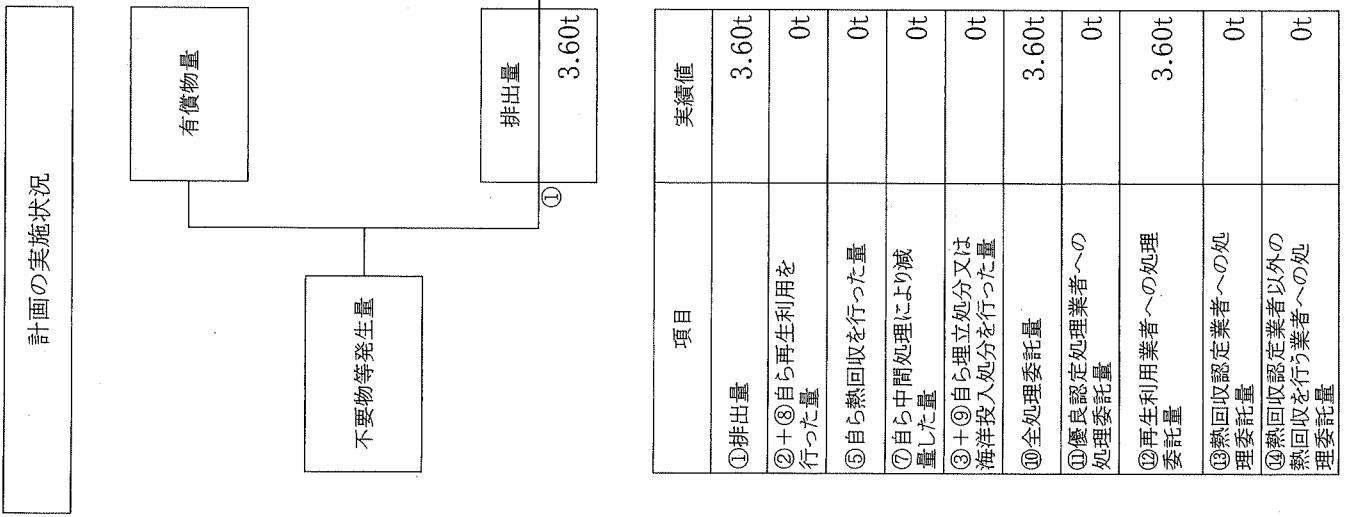 計画の実施状況
有償物量
不要物等発生量
排出量
①
3.60t
項目
実績値
①排出量
3.60t
②+⑧自ら再生利用を
行った量
0t
⑤自ら熱回収を行った量
0t
⑦自ら中間処理により減
量した量
0t
③+⑨自ら埋立処分又は
海洋投入処分を行った量
0t
⑩全処理委託量
3.60t
⑪優良認定処理業者への
処理委託量
0t
⑫再生利用業者への処理
委託量
3.60t
⑬熱回収認定業者への処
理委託量
0t
⑭熱回収認定業者以外の
熱回収を行う業者への処
理委託量
0t